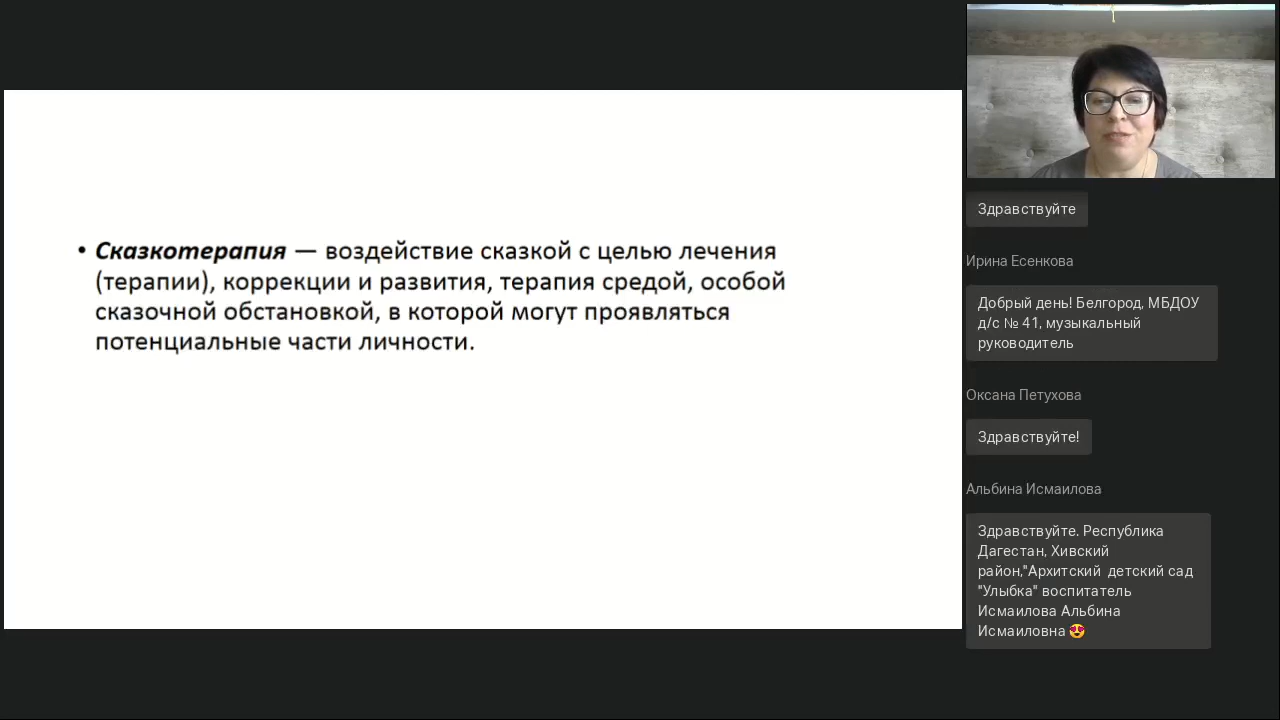 • Сказкотерапия — воздействие сказкой с целью лечения
(терапии), коррекции и развития, терапия средой, особой
сказочной обстановкой, в которой могут проявляться
потенциальные части личности.
Здравствуйте
Ирина Есенкова
Добрый день! Белгород, МБДОУ
д/с № 41, музыкальный
руководитель
Оксана Петухова
Здравствуйте!
Альбина Исмаилова
Здравствуйте. Республика
Дагестан, Хивский
район,"Архитский детский сад
"Улыбка" воспитатель
Исмаилова Альбина
Исмаиловна 😍